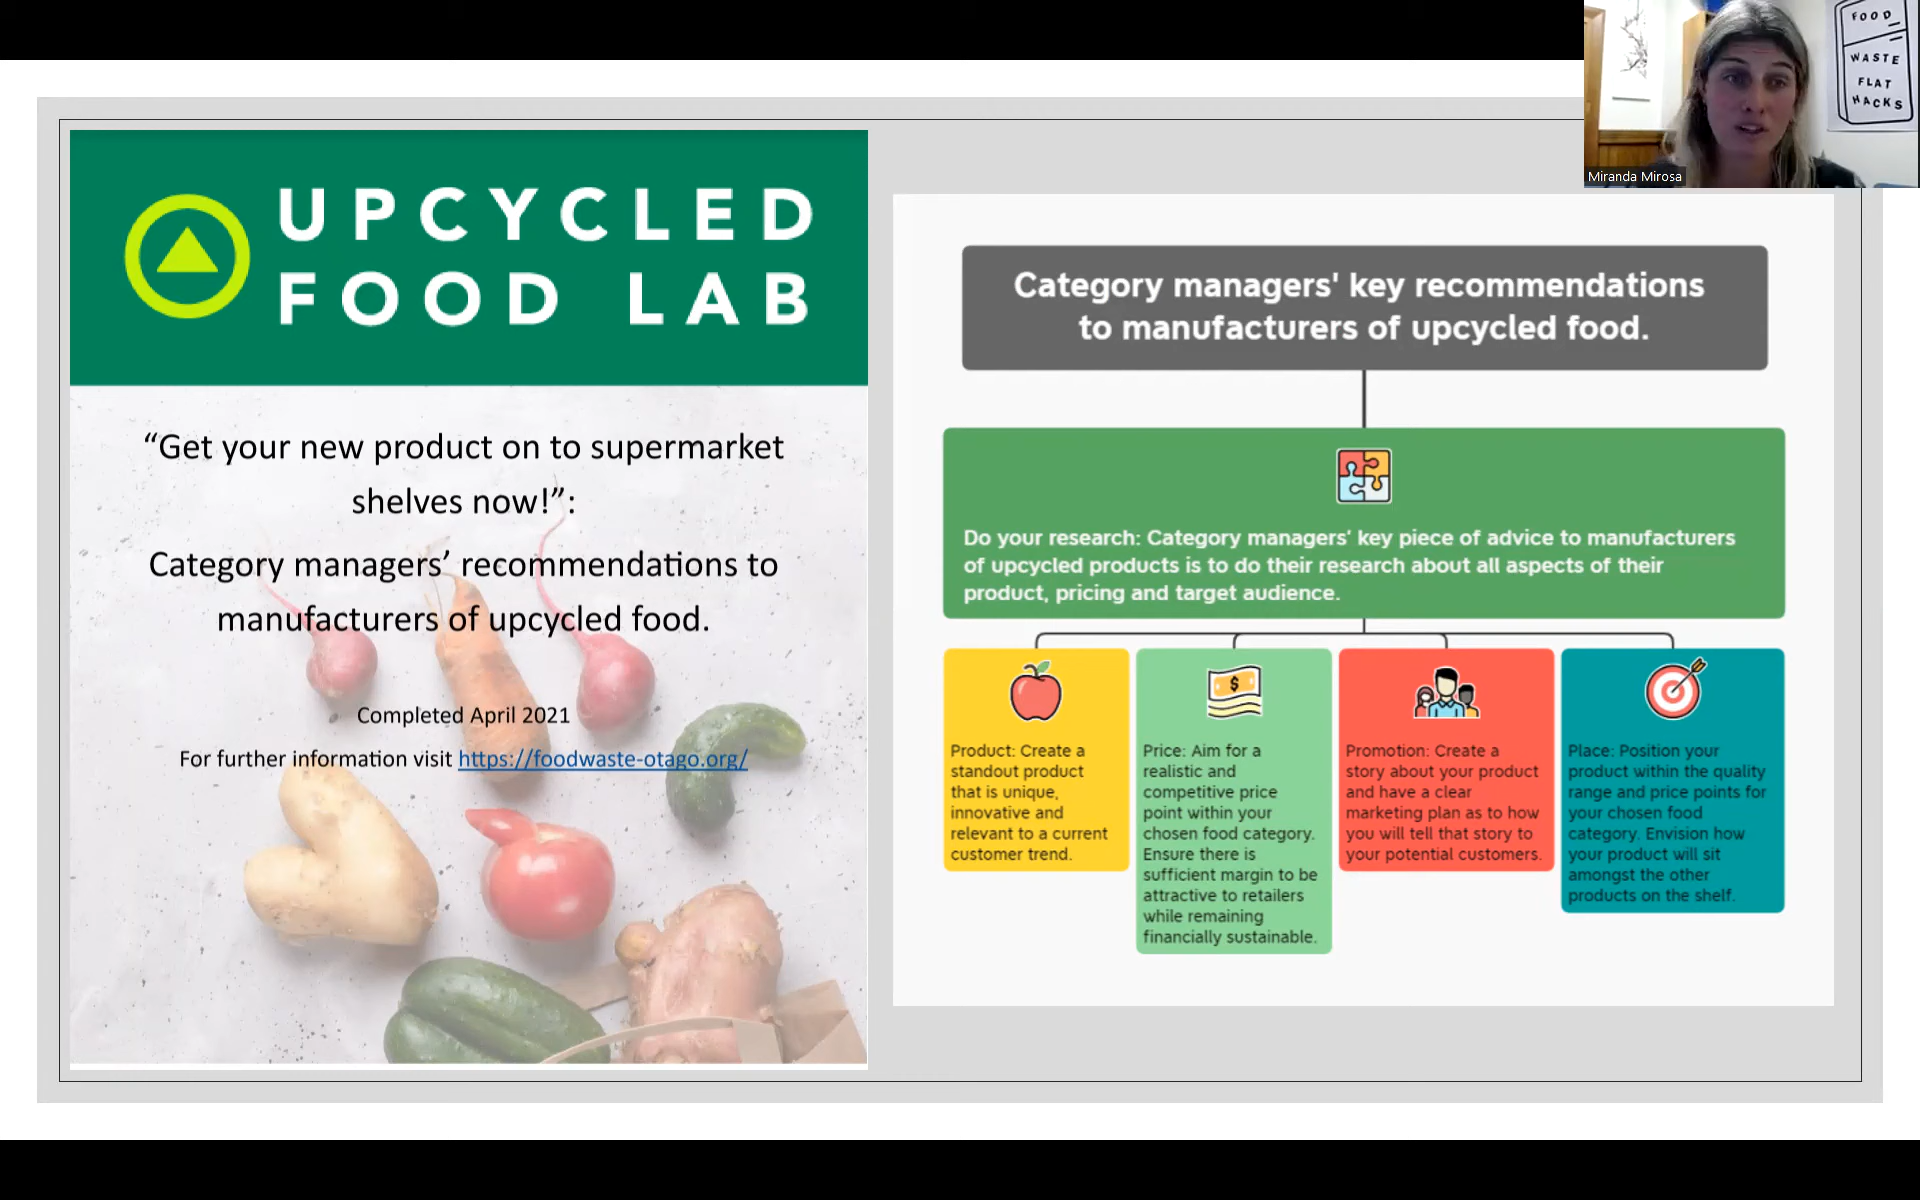 UPCYCLED
FOOD LAB
“Get your new product on to supermarket
shelves now!”:
Category managers’ recommendations to
manufacturers of upcycled food.
Completed April 2021
For further information visit https://foodwaste-otago.org/
Category managers' key recommendations
to manufacturers of upcycled food.
Do your research: Category managers' key piece of advice to manufacturers
of upcycled products is to do their research about all aspects of their
product, pricing and target audience.
Product: Create a
standout product
that is unique,
innovative and
relevant to a current
customer trend.
Price: Aim for a
realistic and
competitive price
point within your
chosen food category.
Ensure there is
sufficient margin to be
attractive to retailers
while remaining
financially sustainable.
Promotion: Create a
story about your product
and have a clear
marketing plan as to how
you will tell that story to
your potential customers.
Place: Position your
product within the quality
range and price points for
your chosen food
category. Envision how
your product will sit
amongst the other
products on the shelf.
FOOD
WASTE
FLAT
HACKS
Miranda Mirosa